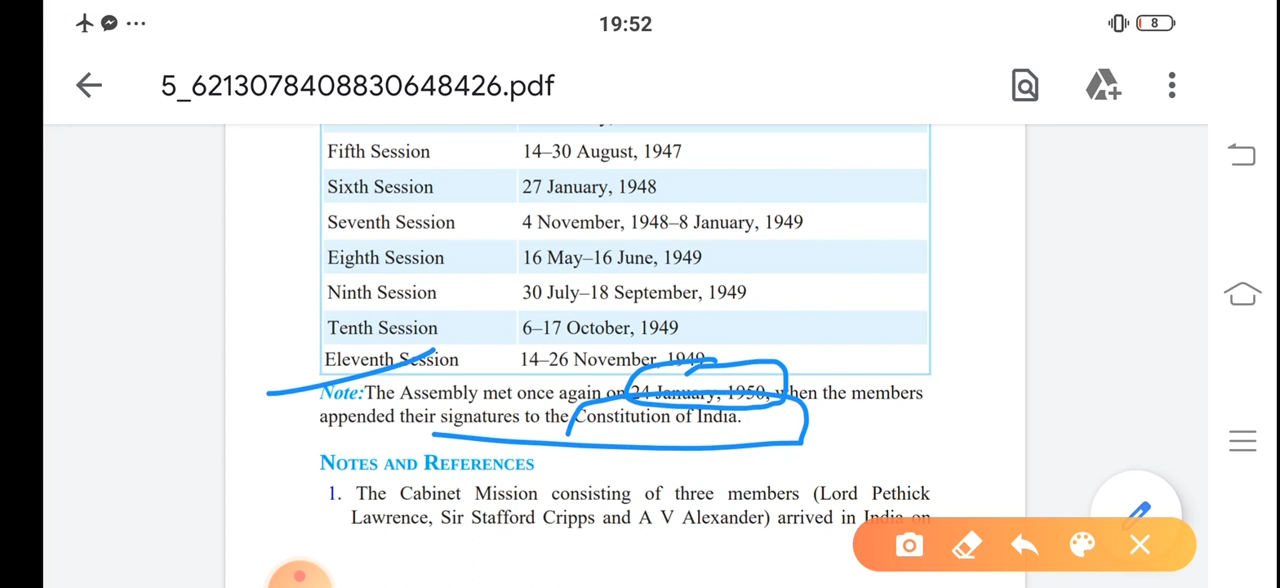 19:52
8
5_6213078408830648426.pdf
Fifth Session 14–30 August, 1947
Sixth Session 27 January, 1948
Seventh Session 4 November, 1948–8 January, 1949
Eighth Session 16 May–16 June, 1949
Ninth Session 30 July–18 September, 1949
Tenth Session 6–17 October, 1949
Eleventh Session 14–26 November, 1949
Note:The Assembly met once again on 24 January, 1950, when the members
appended their signatures to the Constitution of India.
NOTES AND REFERENCES
1. The Cabinet Mission consisting of three members (Lord Pethick
Lawrence, Sir Stafford Cripps and A V Alexander) arrived in India on